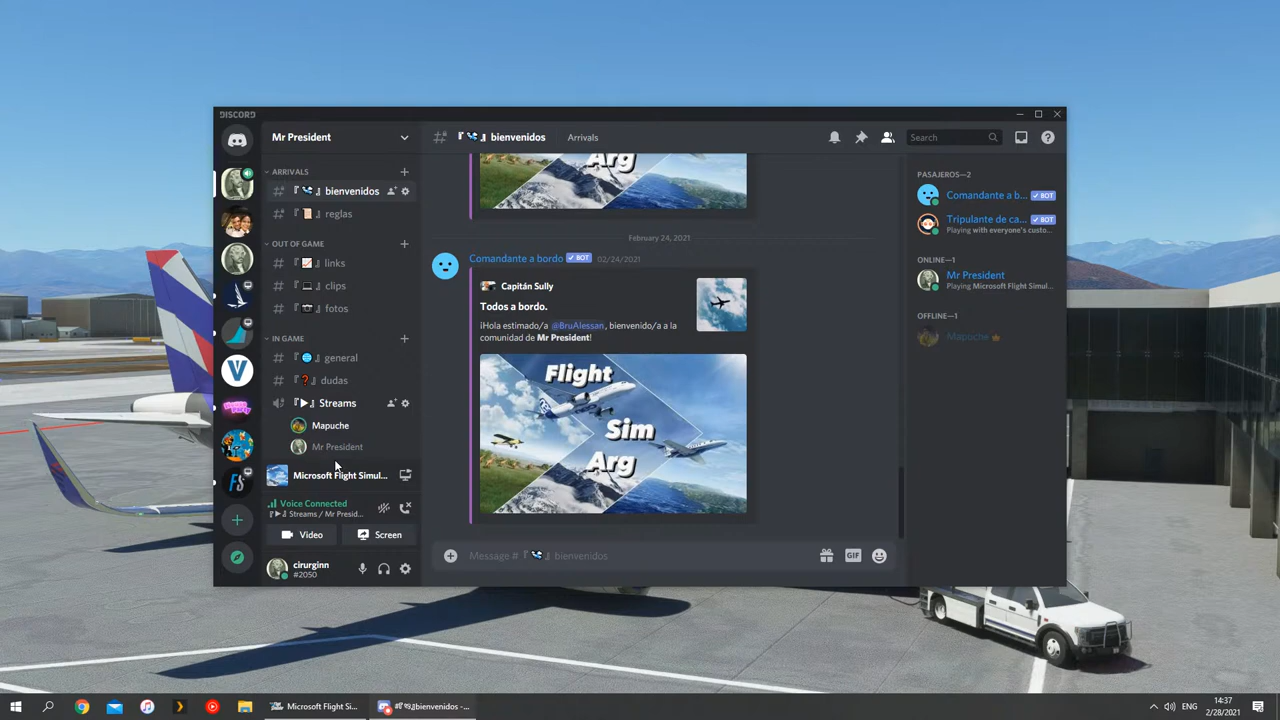 DISCORD
Mr President
bienvenidos
Arrivals
Search
ARRIVALS
bienvenidos
reglas
OUT OF GAME
links
clips
fotos
IN GAME
general
dudas
Streams
Mapuche
Mr President
Microsoft Flight Simul...
Voice Connected
Streams / Mr Presid...
Video
Screen
cirurginn
#2050
Arg
February 24, 2021
Comandante a bordo BOT 02/24/2021
Capitán Sully
Todos a bordo.
¡Hola estimado/a @BruAlessan, bienvenido/a a la
comunidad de Mr President!
Flight
Sim
Arg
Message # bienvenidos
GIF
PASAJEROS—2
Comandante a b... BOT
Tripulante de ca... BOT
Playing with everyone's custo...
ONLINE—1
Mr President
Playing Microsoft Flight Simul...
OFFLINE—1
Mapuche
Microsoft Flight Si...
bienvenidos -...
ENG
14:37
2/28/2021